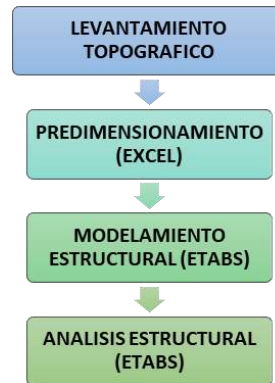 LEVANTAMIENTO
TOPOGRAFICO
PREDIMENSIONAMIENTO
(EXCEL)
MODELAMIENTO
ESTRUCTURAL (ETABS)
ANALISIS ESTRUCTURAL
(ETABS)